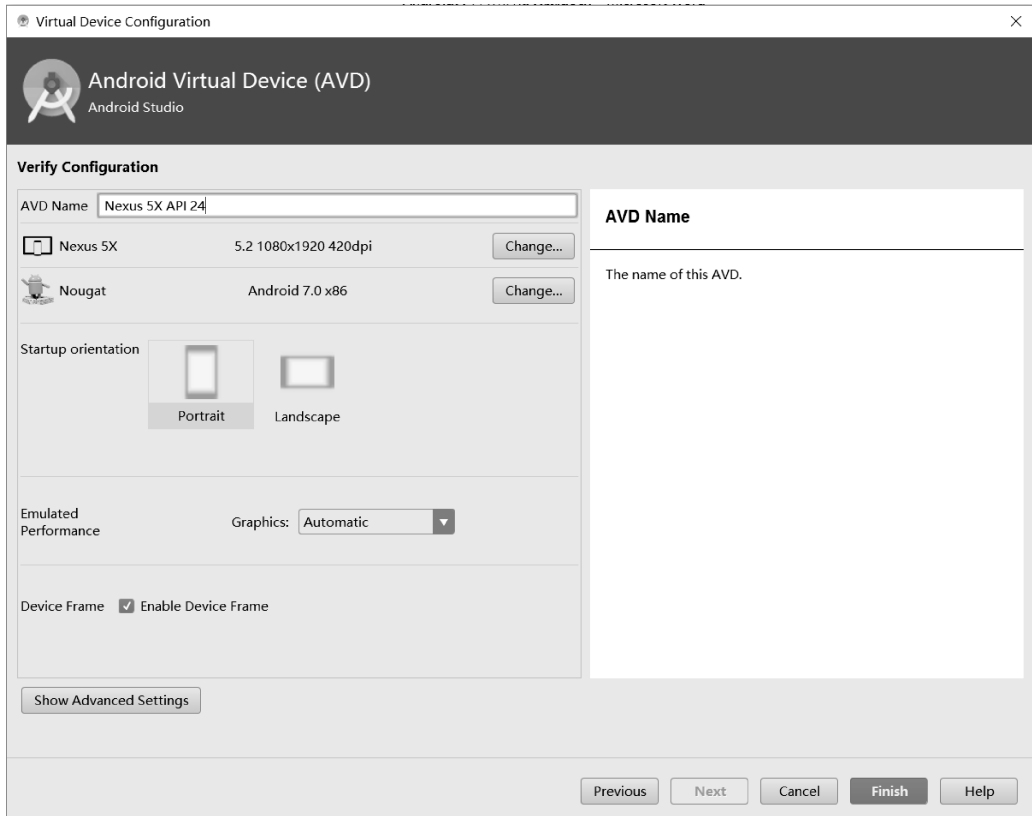 Virtual Device Configuration
Android Virtual Device (AVD)
Android Studio
Verify Configuration
AVD Name Nexus 5X API 24
Nexus 5X 5.2 1080x1920 420dpi Change...
Nougat Android 7.0 x86 Change...
Startup orientation
Portrait Landscape
Emulated
Performance
Graphics: Automatic
Device Frame Enable Device Frame
Show Advanced Settings
AVD Name
The name of this AVD.
Previous Next Cancel Finish Help